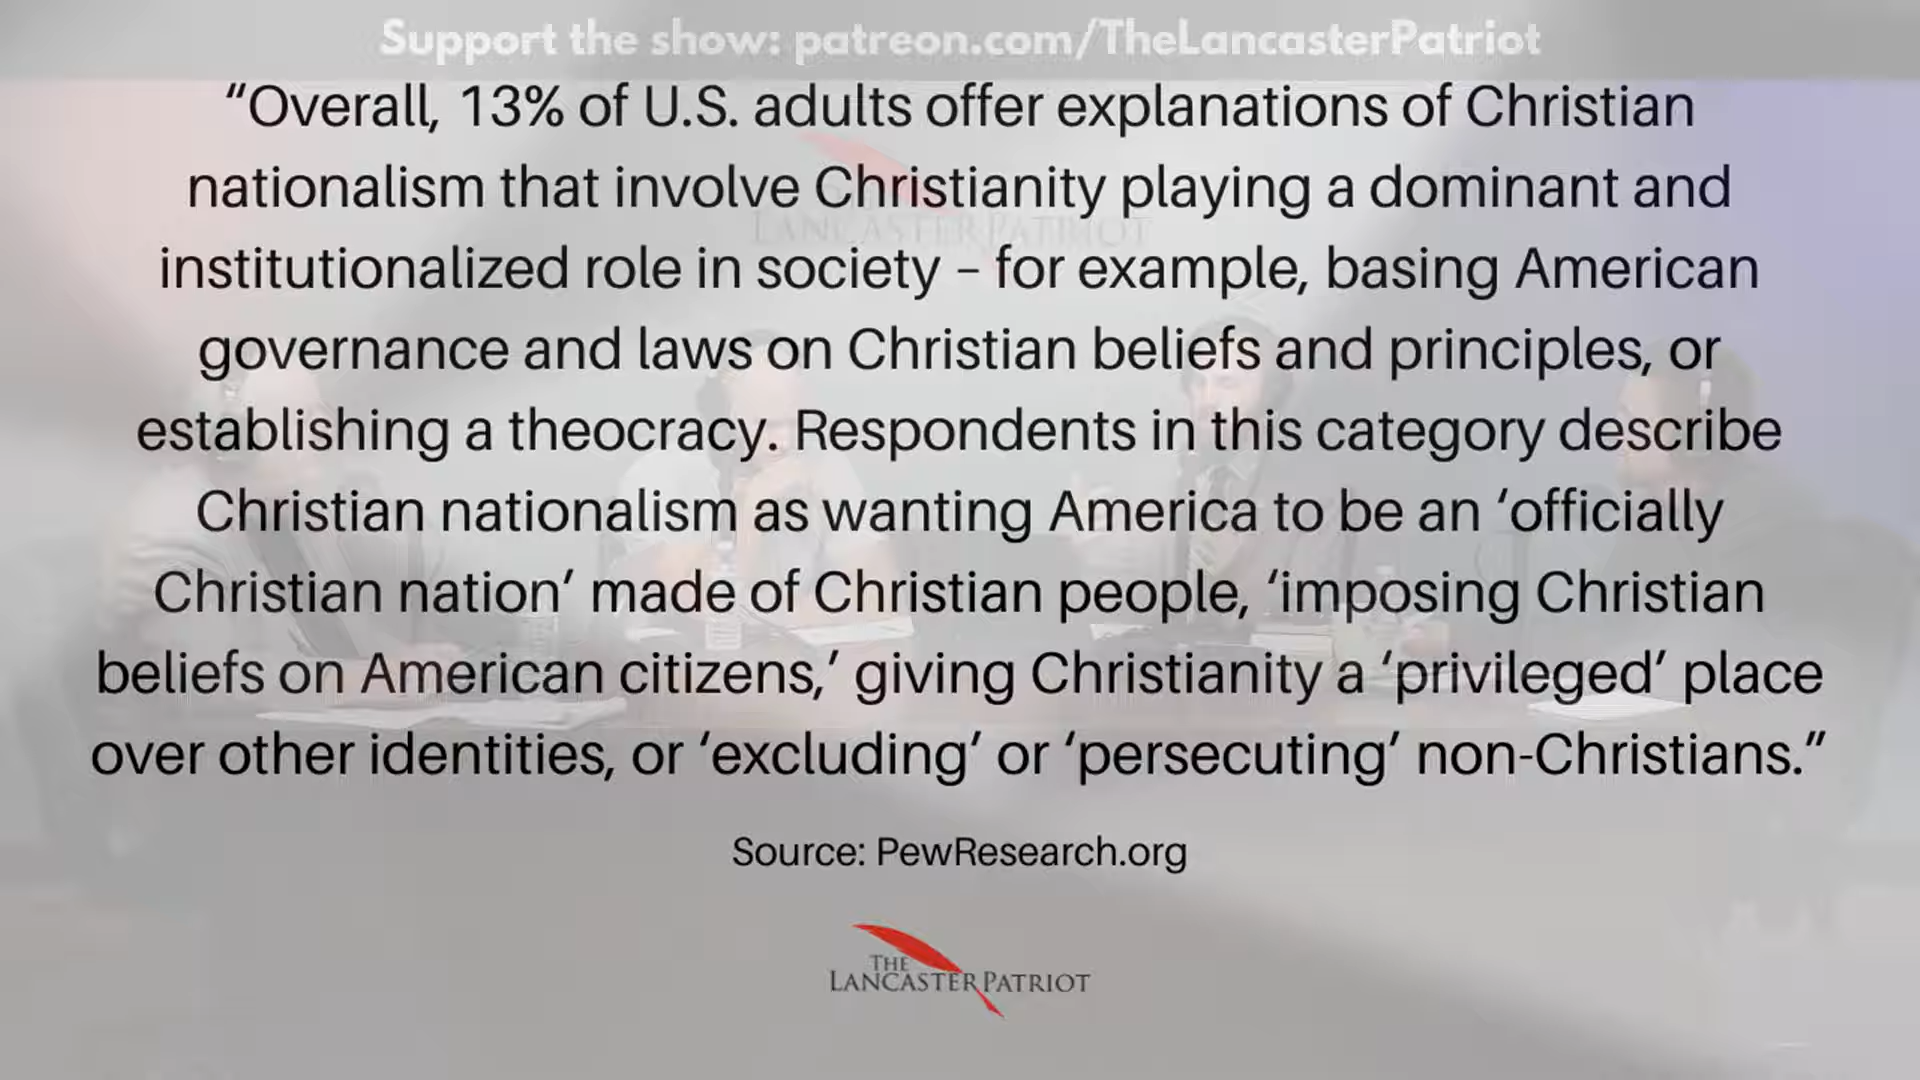 Support the show: patreon.com/TheLancasterPatriot
“Overall, 13% of U.S. adults offer explanations of Christian
nationalism that involve Christianity playing a dominant and
LANCASTER PATRIOT
institutionalized role in society – for example, basing American
governance and laws on Christian beliefs and principles, or
establishing a theocracy. Respondents in this category describe
Christian nationalism as wanting America to be an ‘officially
Christian nation’ made of Christian people, ‘imposing Christian
beliefs on American citizens,’ giving Christianity a ‘privileged’ place
over other identities, or ‘excluding’ or ‘persecuting’ non-Christians.”
Source: PewResearch.org
THE
LANCASTER PATRIOT